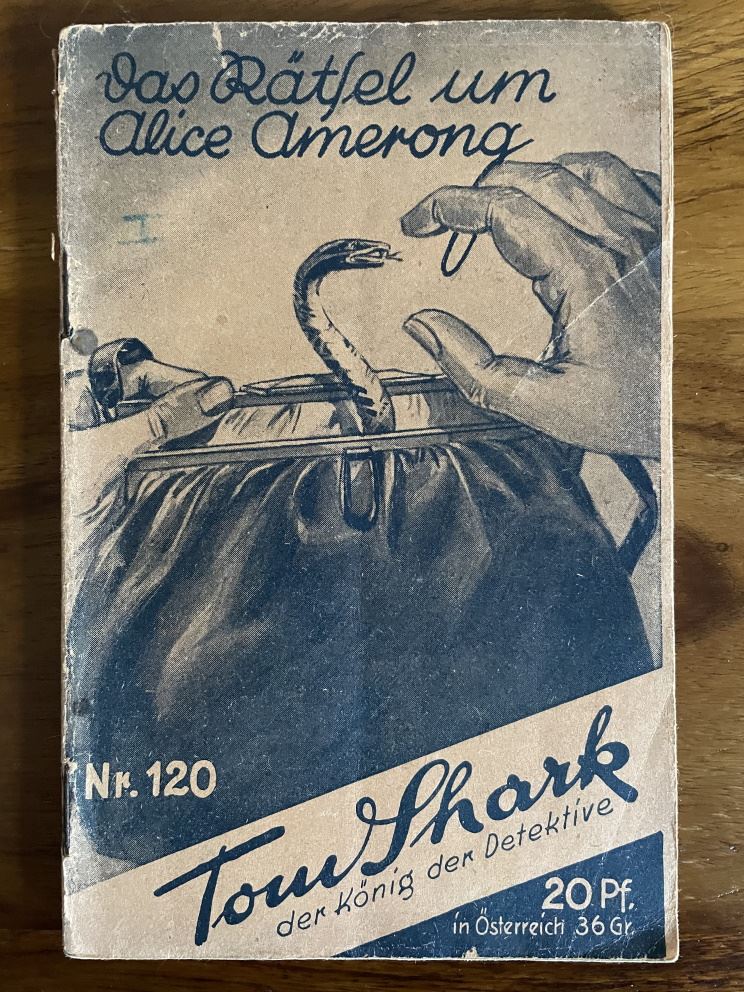 Das Rätsel um
Alice Amerong
I
Nr. 120
Tom Shark
der König der Detektive
20 Pf.
in Österreich 36 Gr.